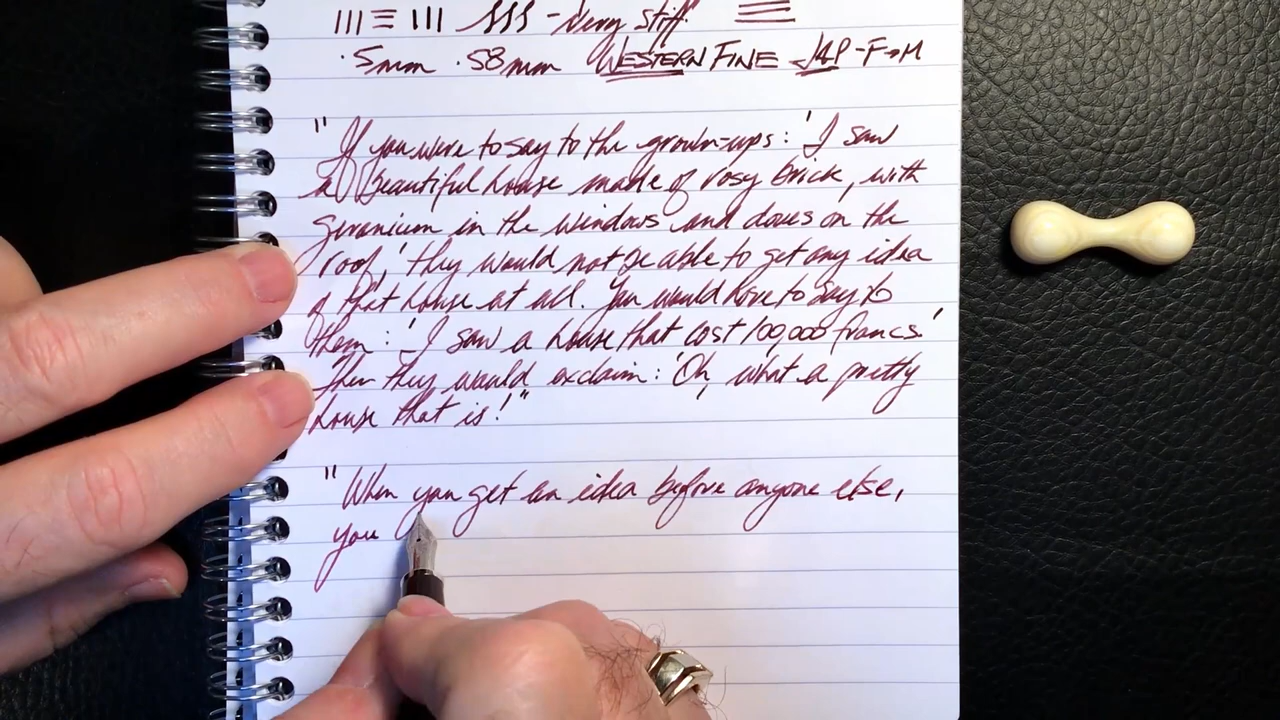 -Very stiff
.5mm .58mm WESTERN FINE JAP-F→M
"If you were to say to the grown-ups: 'I saw
a beautiful house made of rosy brick, with
geranium in the windows and doves on the
roof,' they would not be able to get any idea
of that house at all. You would have to say to
them: 'I saw a house that cost 100,000 francs'
Then they would exclaim: 'Oh, what a pretty
house that is!"
"When you get an idea before anyone else,
you